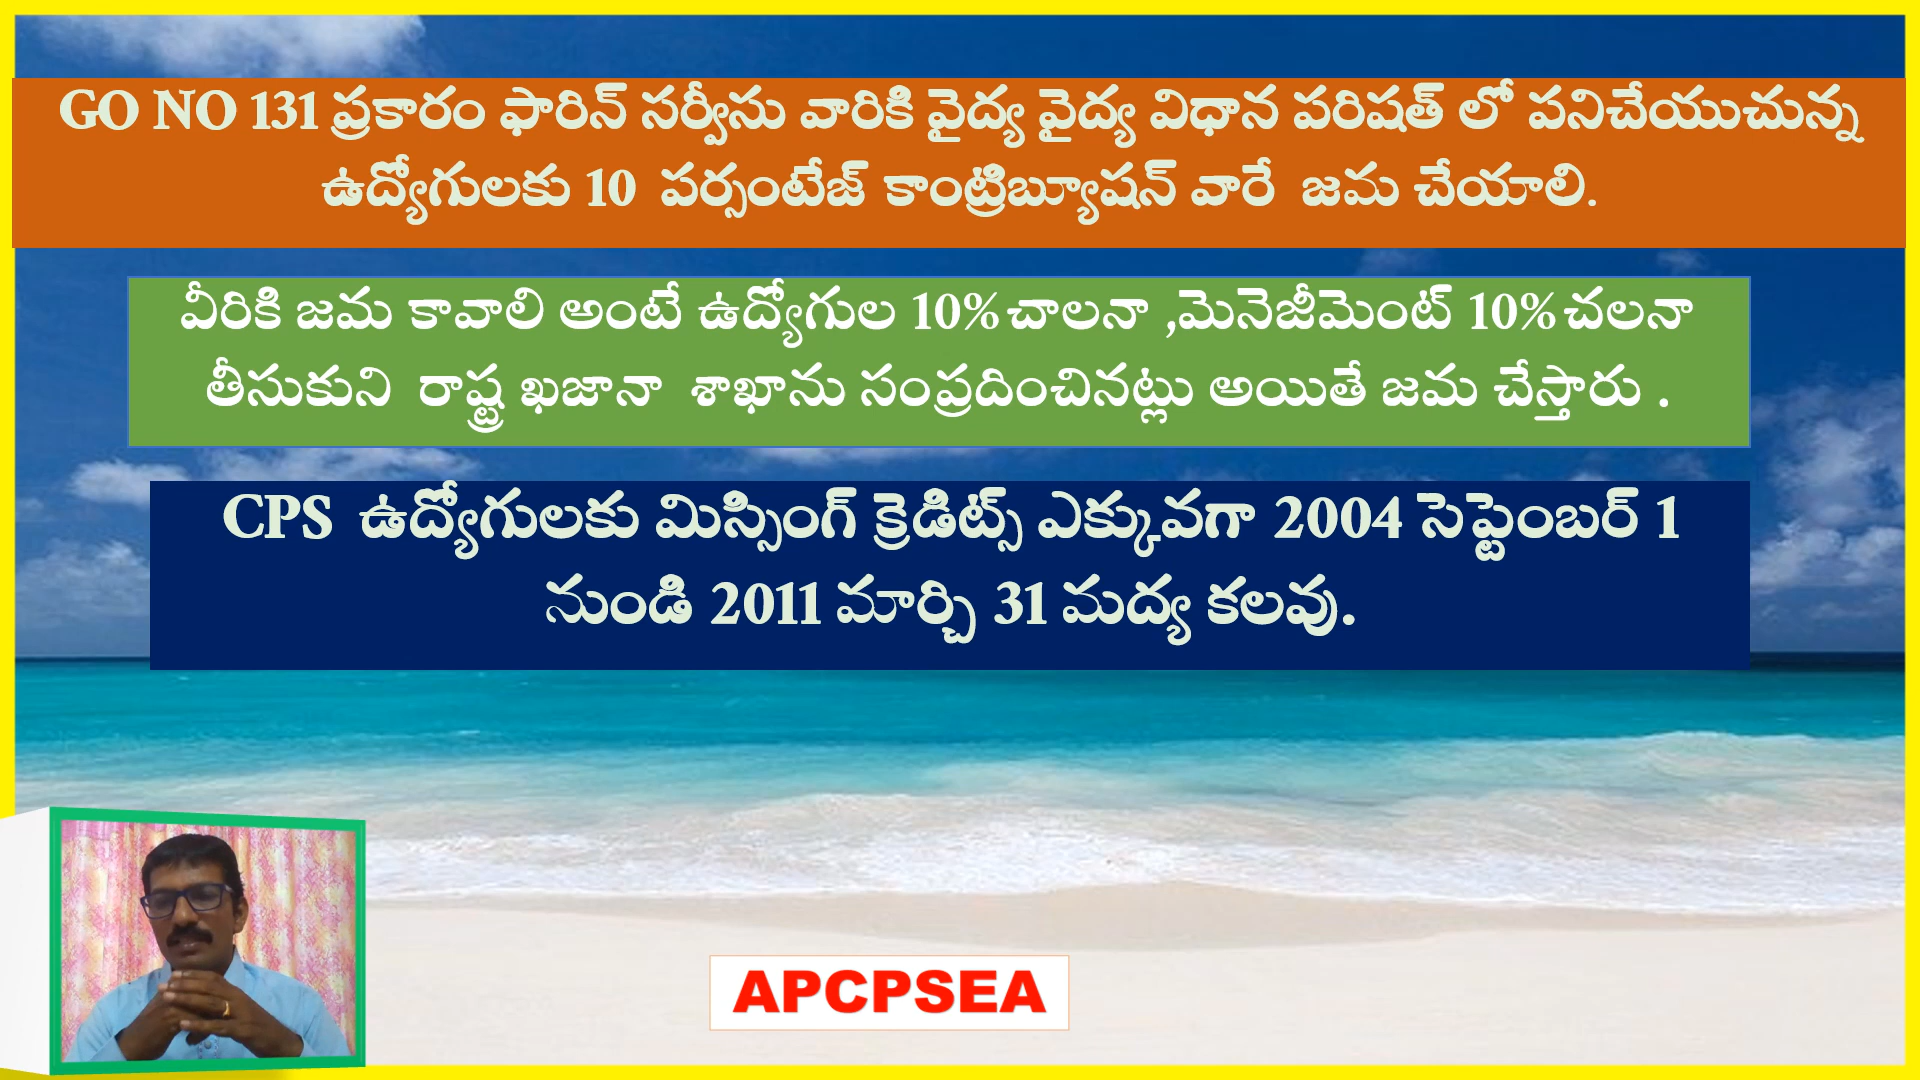 GO NO 131 ప్రకారం ఫారిన్ సర్వీసు వారికి వైద్య వైద్య విధాన పరిషత్ లో పనిచేయుచున్న
ఉద్యోగులకు 10 పర్సంటేజ్ కాంట్రిబ్యూషన్ వారే జమ చేయాలి.
వీరికి జమ కావాలి అంటే ఉద్యోగుల 10%చాలనా ,మెనెజీమెంట్ 10%చలనా
తీసుకుని రాష్ట్ర ఖజానా శాఖాను సంప్రదించినట్లు అయితే జమ చేస్తారు .
CPS ఉద్యోగులకు మిస్సింగ్ క్రెడిట్స్ ఎక్కువగా 2004 సెప్టెంబర్ 1
నుండి 2011 మార్చి 31 మద్య కలవు.
APCPSEA